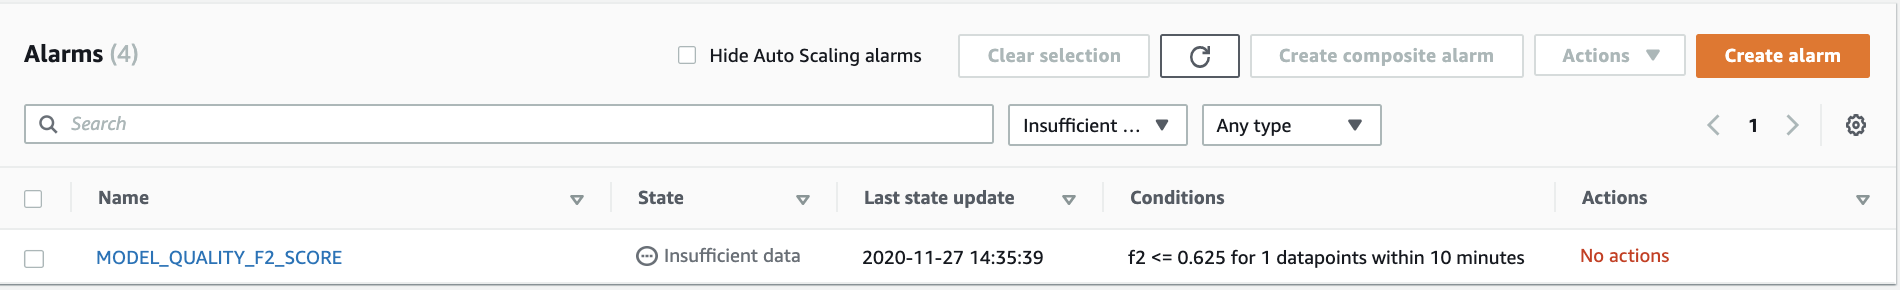 Alarms (4)
Hide Auto Scaling alarms
Clear selection
Create composite alarm
Actions
Create alarm
Search
Insufficient ...
Any type
1
Name
State
Last state update
Conditions
Actions
MODEL_QUALITY_F2_SCORE
Insufficient data
2020-11-27 14:35:39
f2 <= 0.625 for 1 datapoints within 10 minutes
No actions